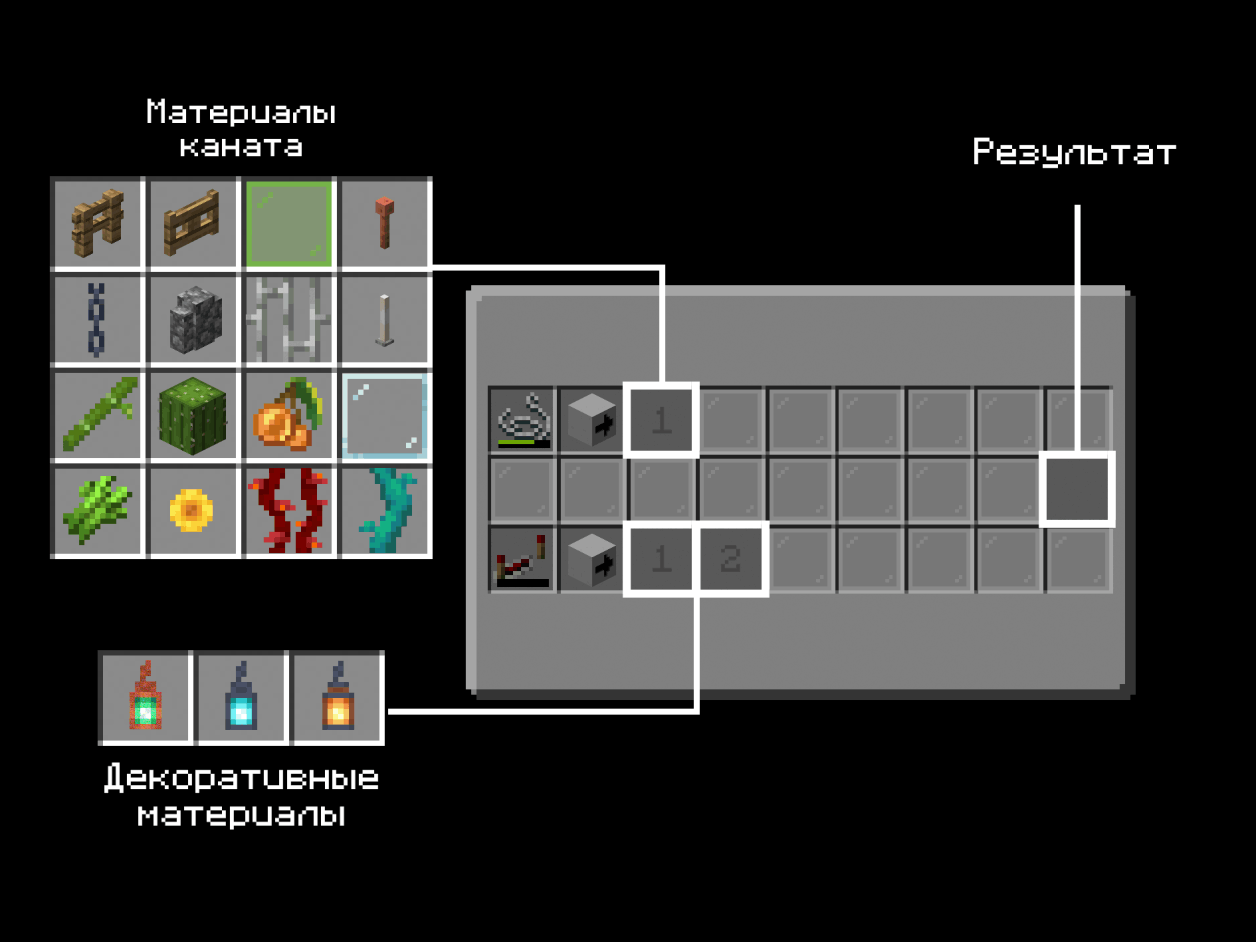 Материалы
каната
Результат
1
1 2
Декоративные
материалы